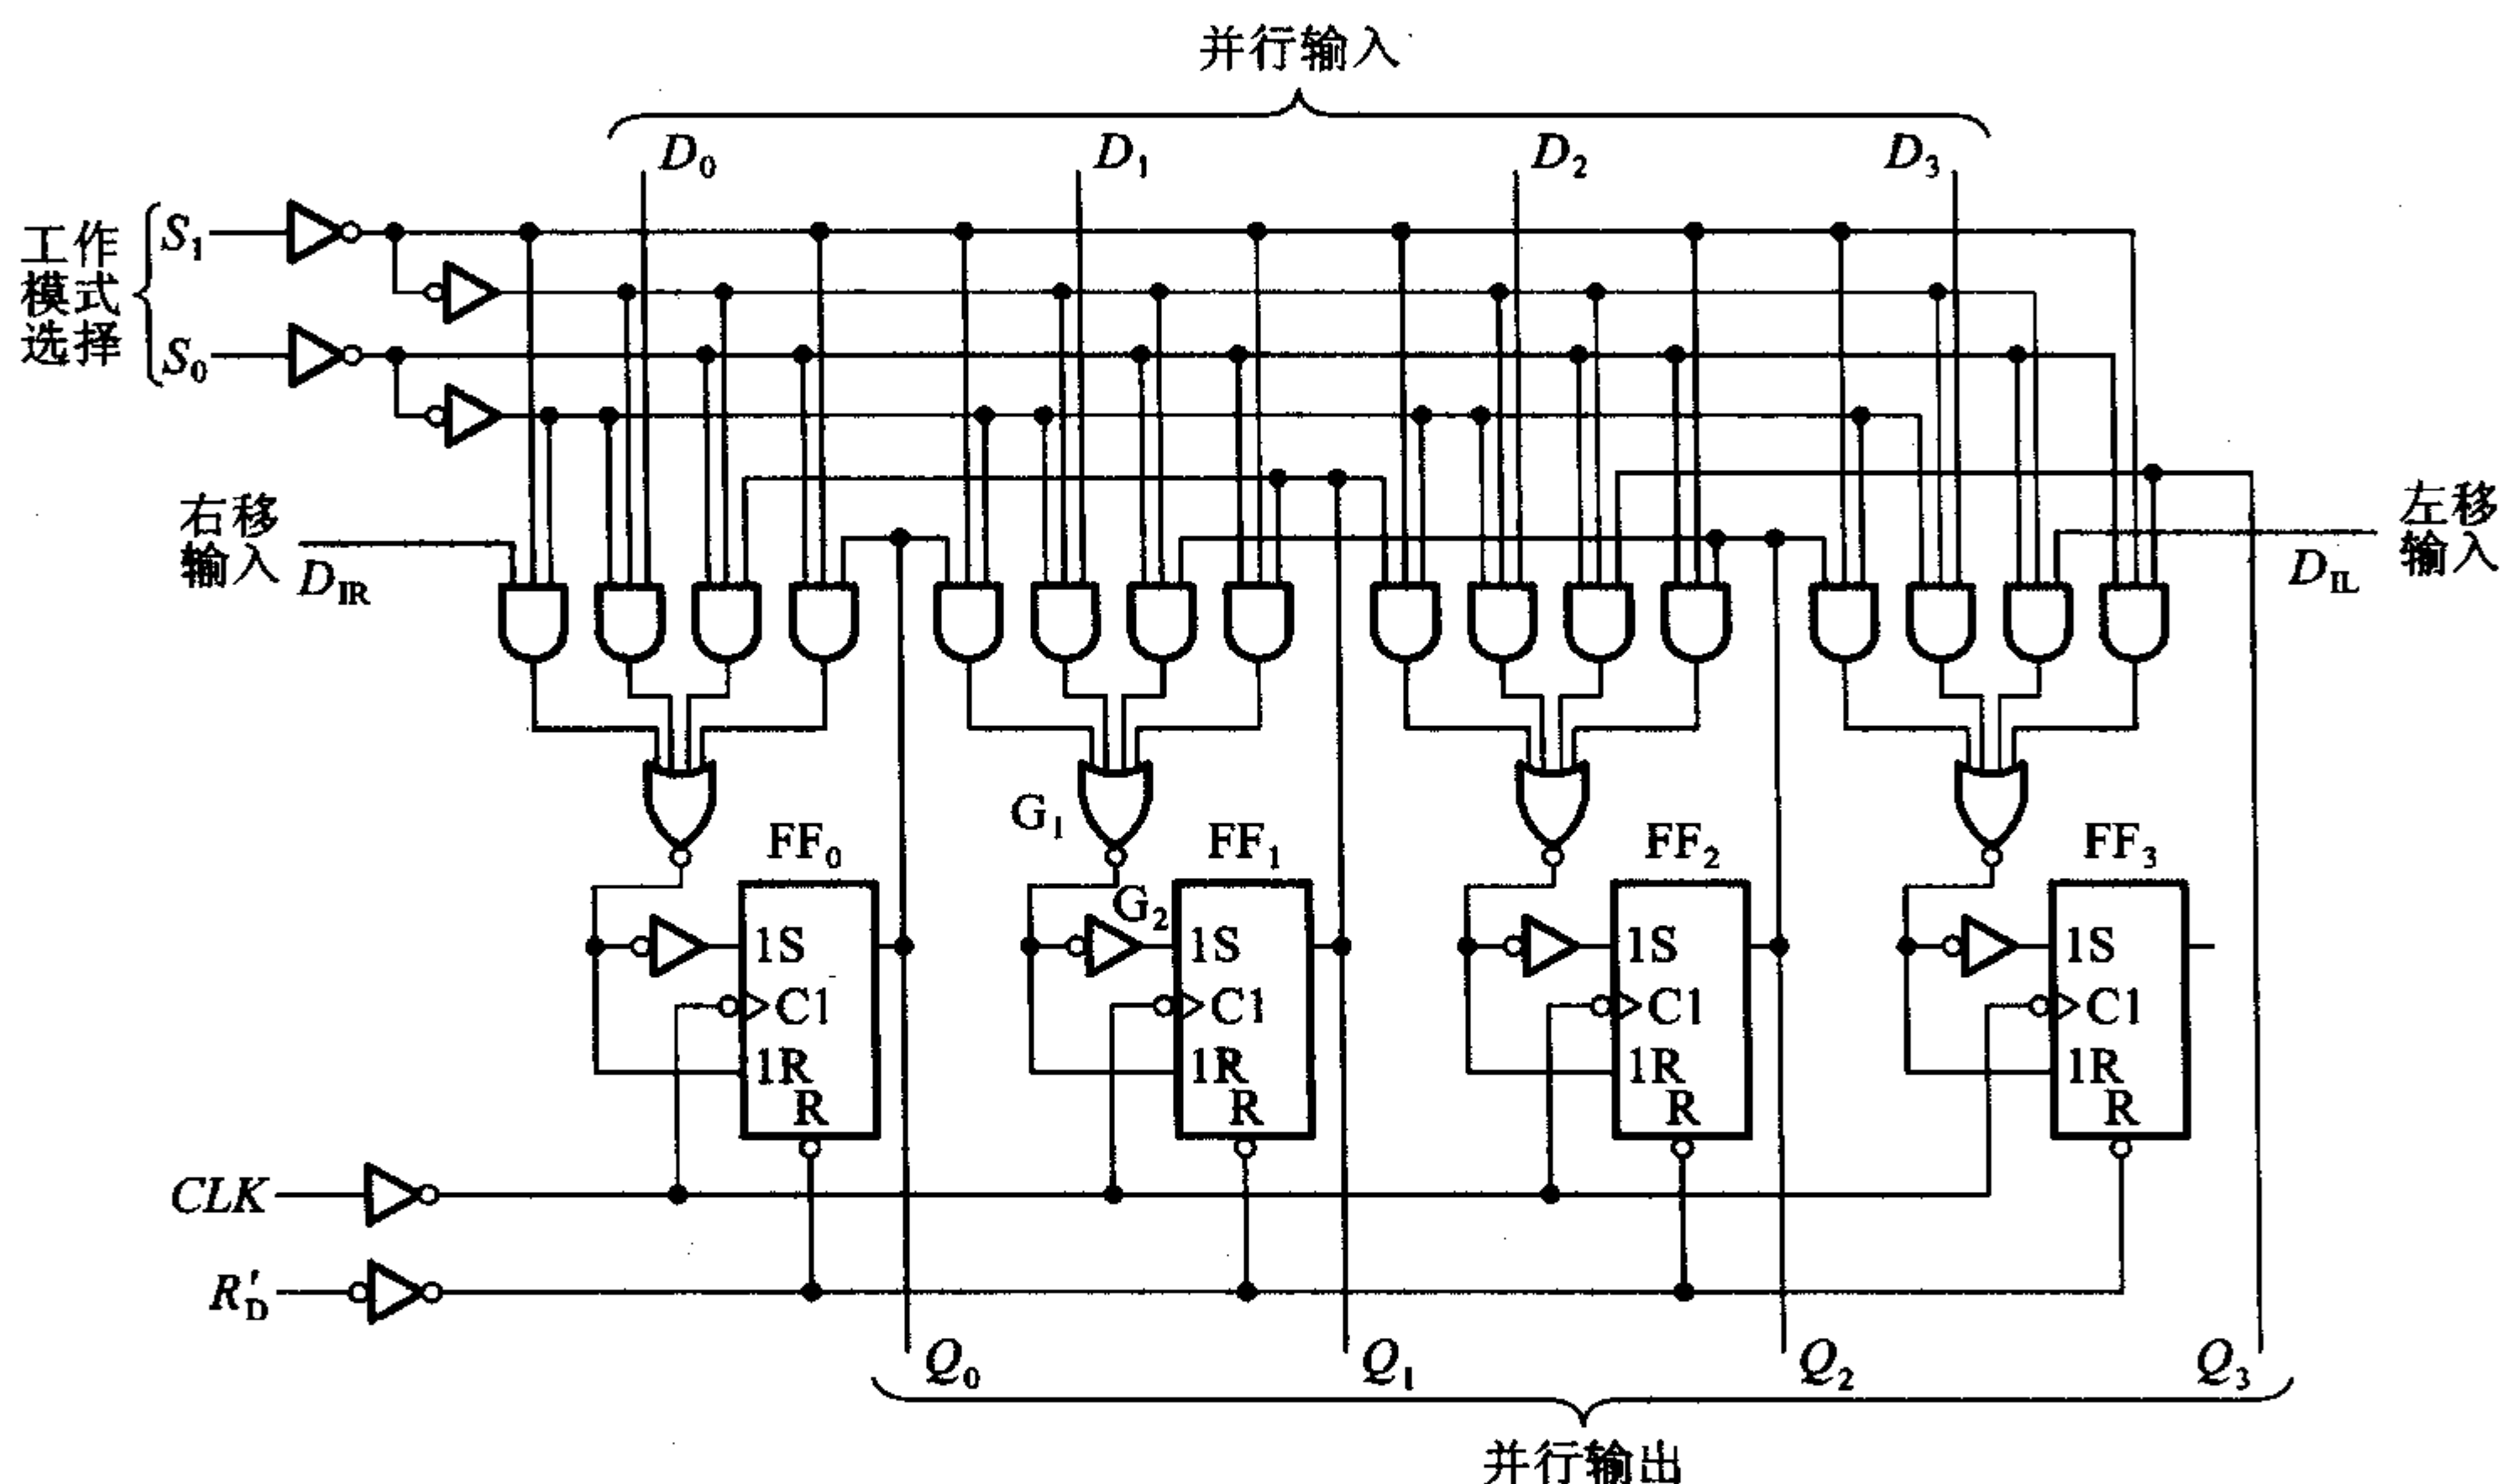 并行输入
D0 D1 D2 D3
工作
模式
选择
S1
S0
右移
输入
DIR
左移
输入
DIL
G1
FF0 FF1 FF2 FF3
G2
1S 1S 1S 1S
C1 C1 C1 C1
1R 1R 1R 1R
R R R R
CLK
R'D
Q0 Q1 Q2 Q3
并行输出